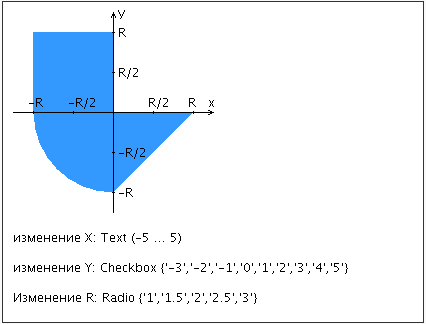 y
R
R/2
-R -R/2 R/2 R x
-R/2
-R
изменение X: Text (-5 ... 5)
изменение Y: Checkbox {'-3','-2','-1','0','1','2','3','4','5'}
Изменение R: Radio {'1','1.5','2','2.5','3'}